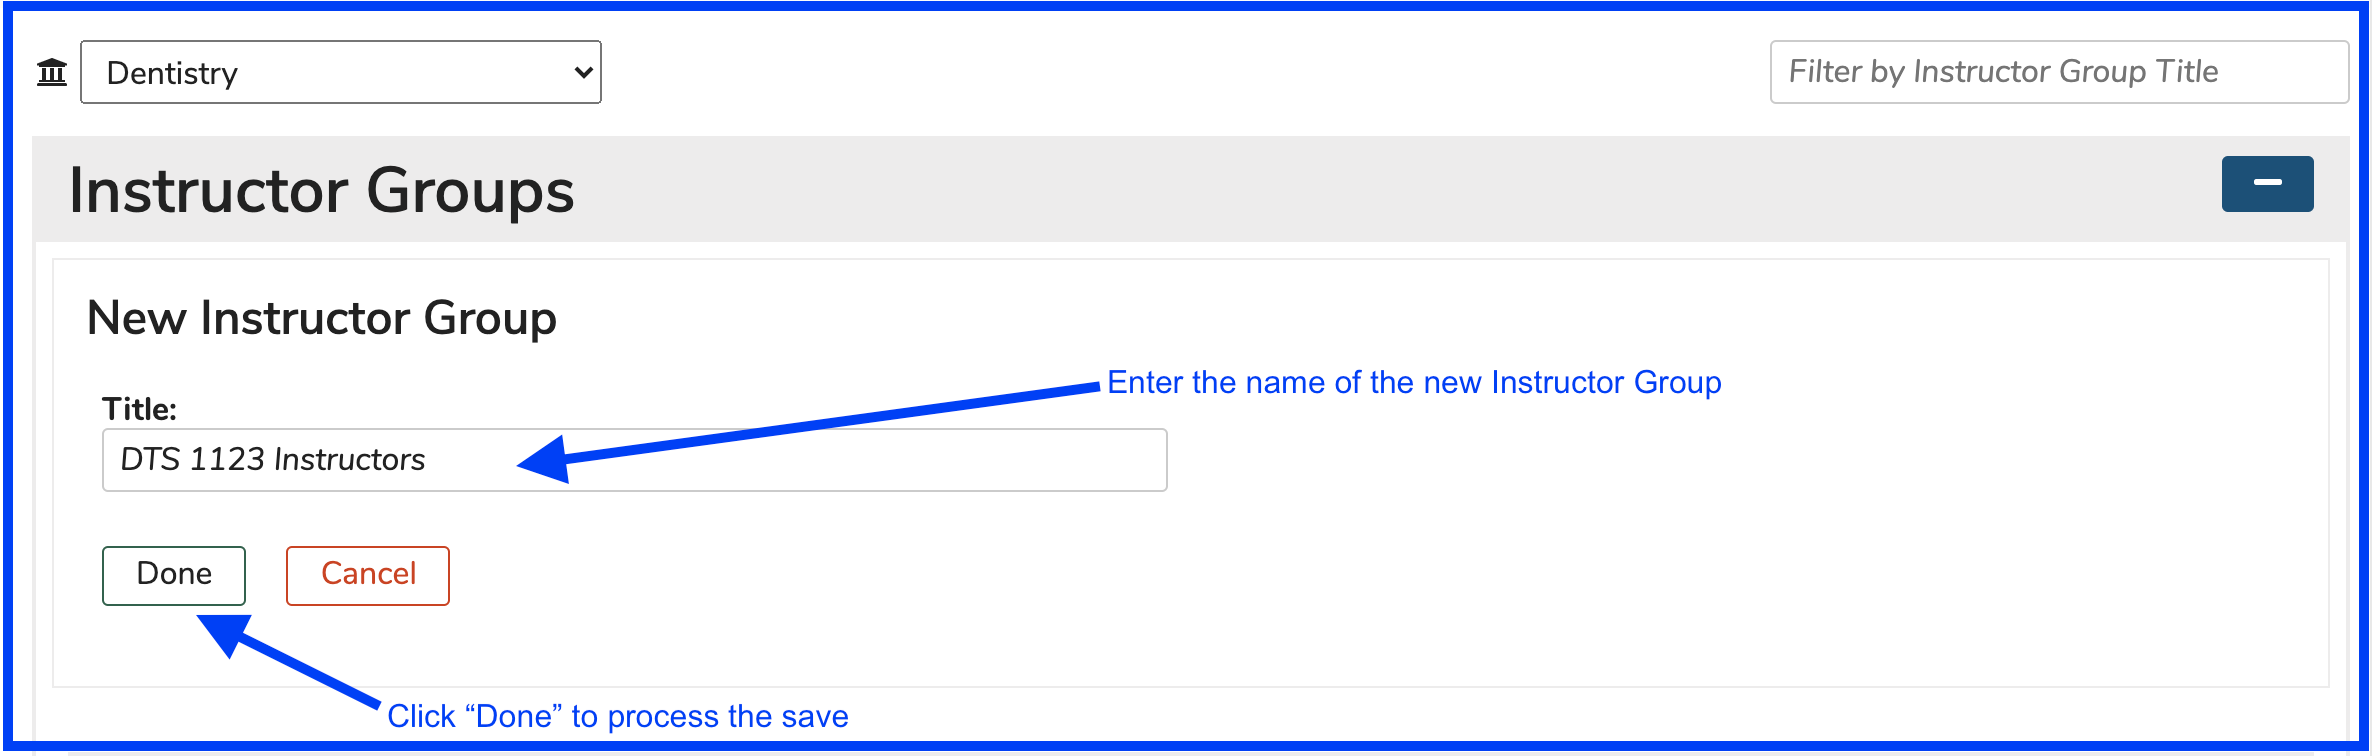 Dentistry
Filter by Instructor Group Title
Instructor Groups
New Instructor Group
Enter the name of the new Instructor Group
Title:
DTS 1123 Instructors
Done
Cancel
Click “Done” to process the save